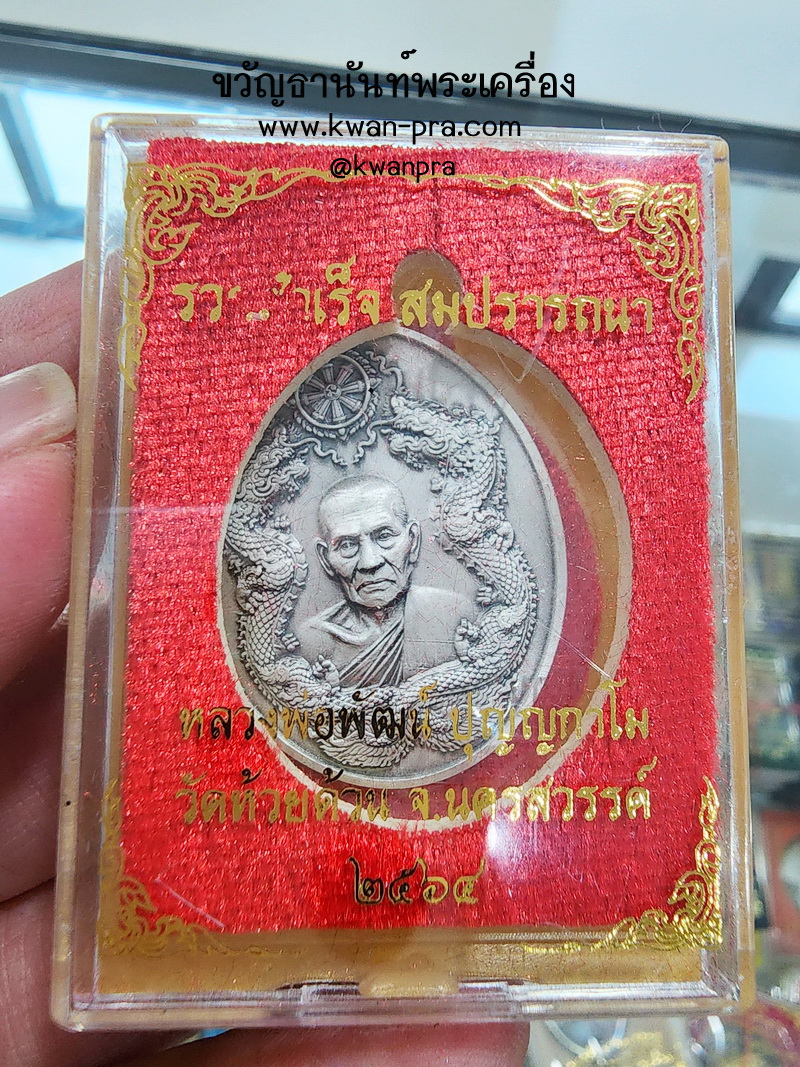 ขวัญธานันท์พระเครื่อง
www.kwan-pra.com
@kwanpra
สมปรารถนา
หลวงพ่อพัฒน์ ปุญฺญกาโม
วัดห้วยด้วน จ.นครสวรรค์
๒๕๖๔